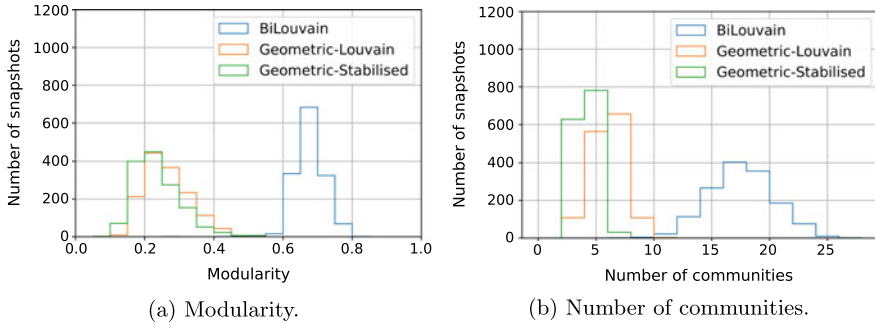 1200
1000
800
600
400
200
0
Number of snapshots
BiLouvain
Geometric-Louvain
Geometric-Stabilised
0.2
0.4
0.6
0.8
1.0
Modularity
(a) Modularity.
1200
1000
800
600
400
200
0
Number of snapshots
BiLouvain
Geometric-Louvain
Geometric-Stabilised
0
5
10
15
20
25
Number of communities
(b) Number of communities.